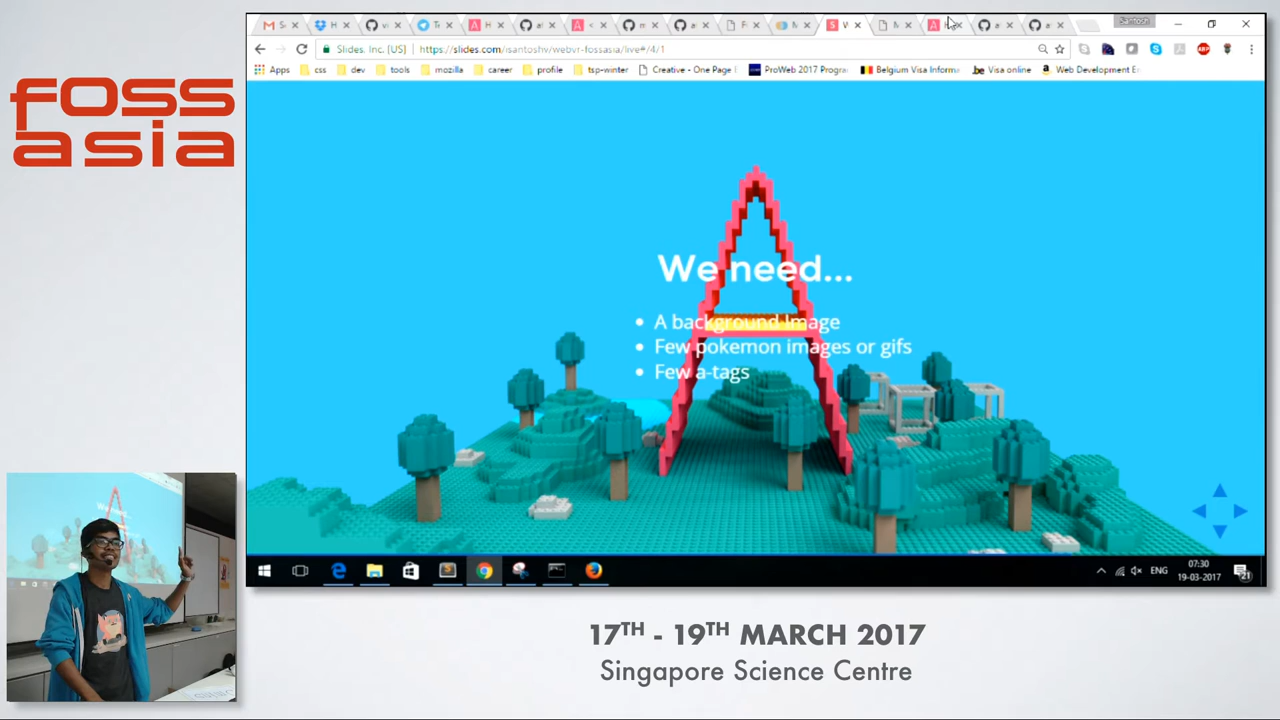 foss
asia
Santosh
Slides, Inc. [US]
https://slides.com/isantoshv/webvr-fossasia/live#/4/1
Apps
css
dev
tools
mozilla
career
profile
tsp-winter
Creative - One Page
ProWeb 2017 Progra
Belgium Visa Informa
Visa online
Web Development
We need...
A background Image
Few pokemon images or gifs
Few a-tags
ENG
07:30
19-03-2017
21
17TH - 19TH MARCH 2017
Singapore Science Centre